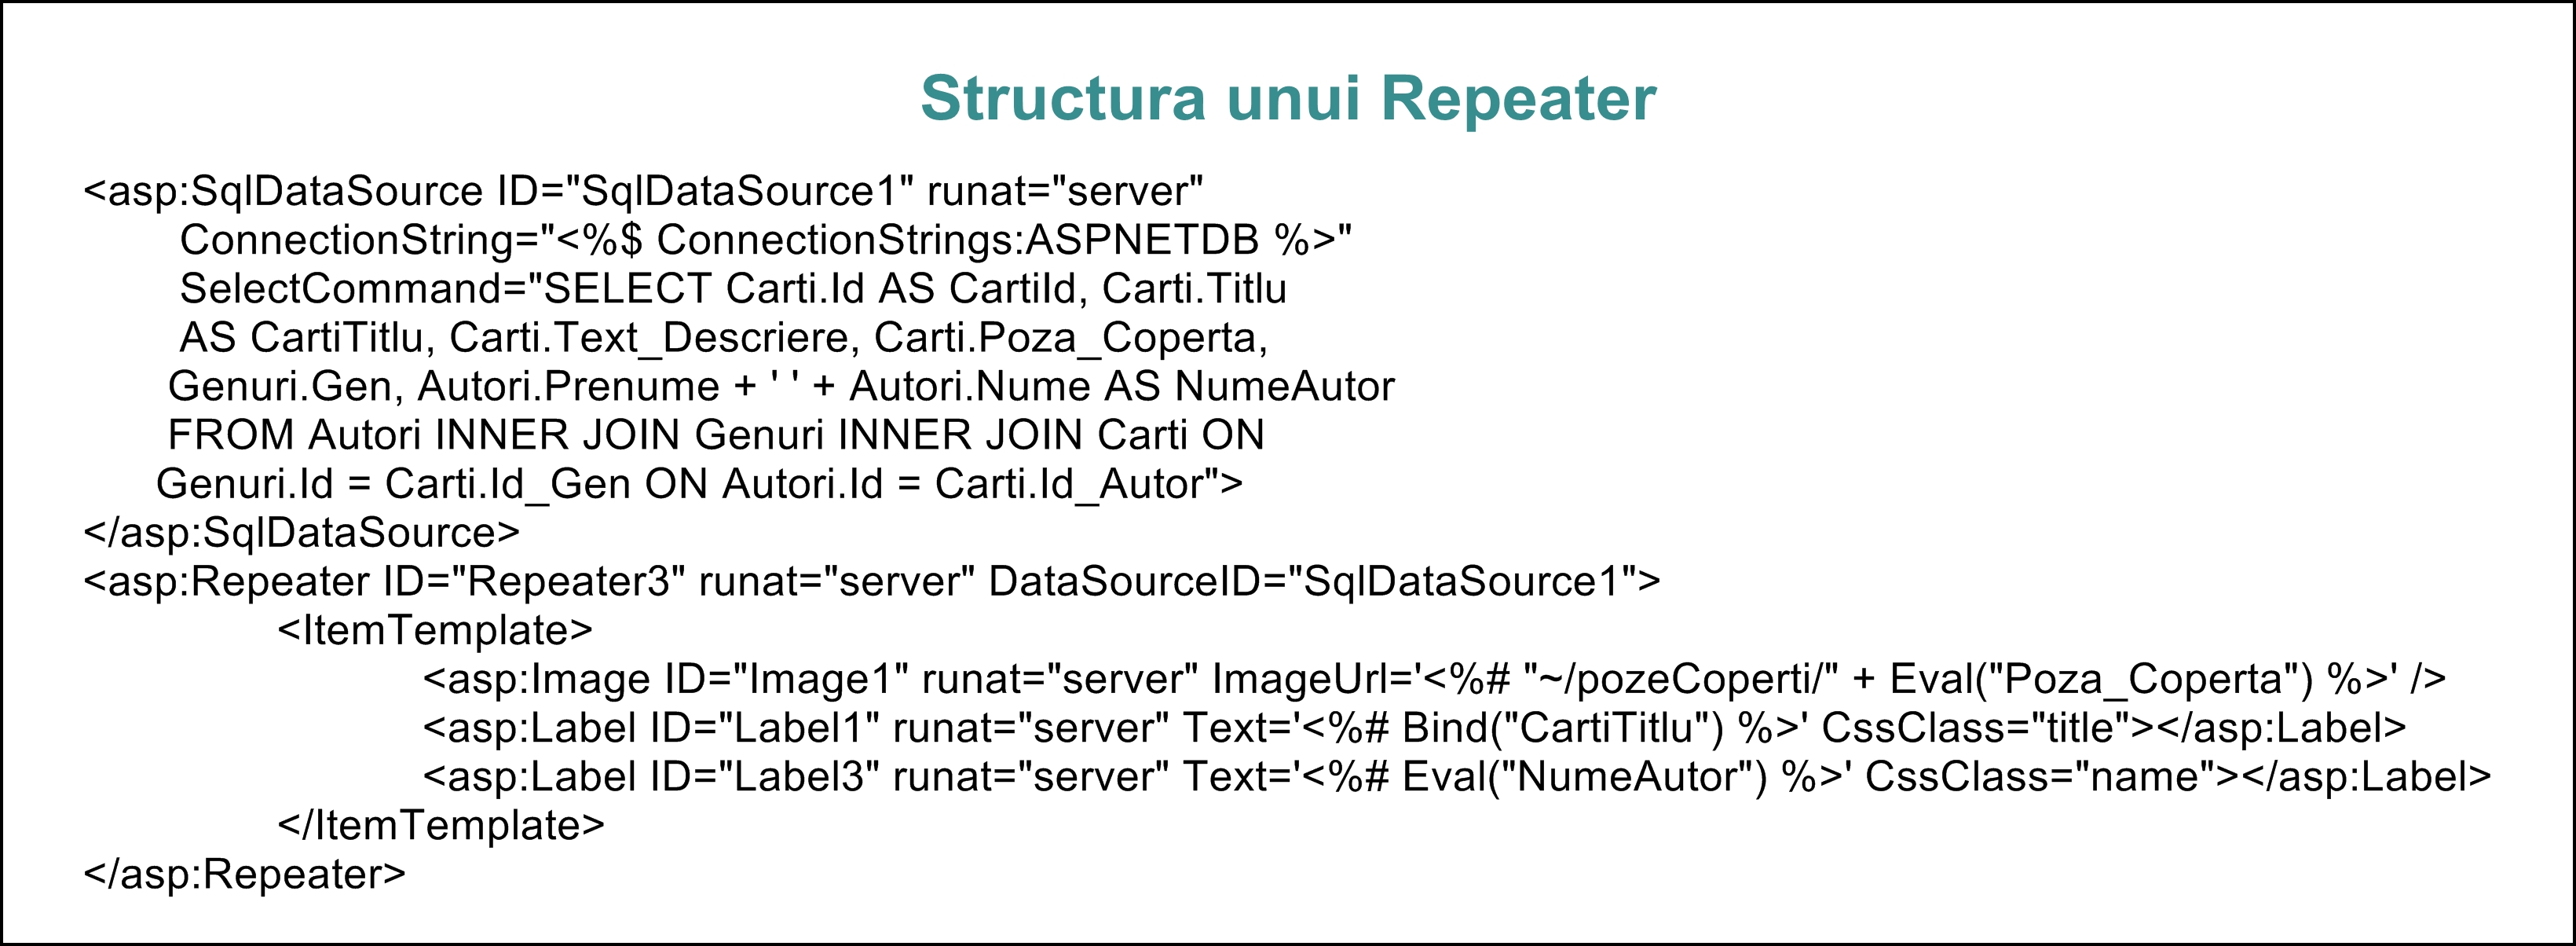 Structura unui Repeater
<asp:SqlDataSource ID="SqlDataSource1" runat="server"
ConnectionString="<%$ ConnectionStrings:ASPNETDB %>"
SelectCommand="SELECT Carti.Id AS CartiId, Carti.Titlu
AS CartiTitlu, Carti.Text_Descriere, Carti.Poza_Coperta,
Genuri.Gen, Autori.Prenume + ' ' + Autori.Nume AS NumeAutor
FROM Autori INNER JOIN Genuri INNER JOIN Carti ON
Genuri.Id = Carti.Id_Gen ON Autori.Id = Carti.Id_Autor">
</asp:SqlDataSource>
<asp:Repeater ID="Repeater3" runat="server" DataSourceID="SqlDataSource1">
<ItemTemplate>
<asp:Image ID="Image1" runat="server" ImageUrl='<%# "~/pozeCoperti/" + Eval("Poza_Coperta") %>' />
<asp:Label ID="Label1" runat="server" Text='<%# Bind("CartiTitlu") %>' CssClass="title"></asp:Label>
<asp:Label ID="Label3" runat="server" Text='<%# Eval("NumeAutor") %>' CssClass="name"></asp:Label>
</ItemTemplate>
</asp:Repeater>